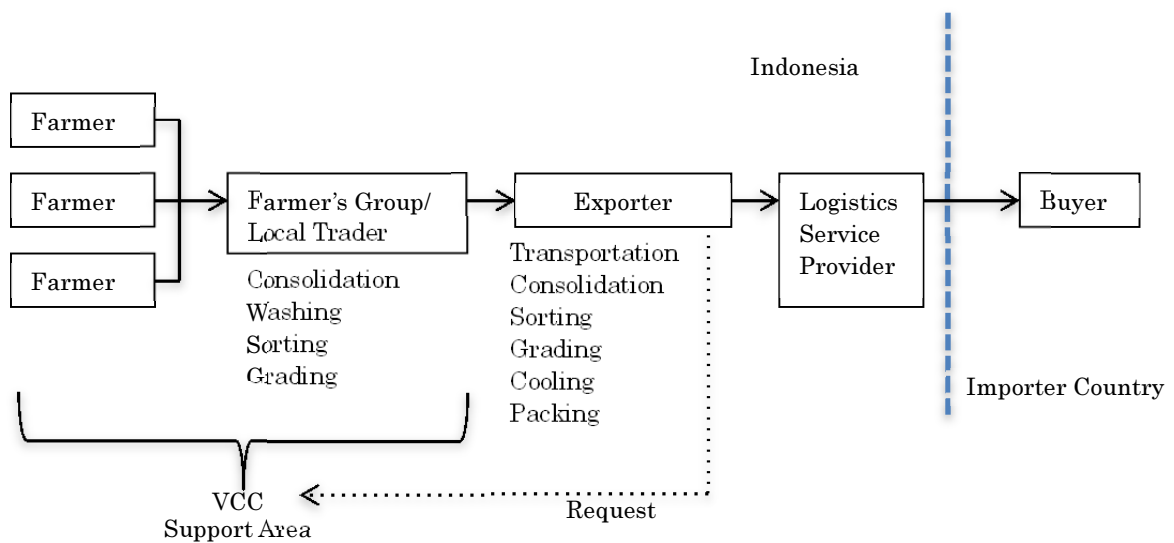 Indonesia
Farmer
Farmer
Farmer
Farmer's Group/
Local Trader
Consolidation
Washing
Sorting
Grading
Exporter
Transportation
Consolidation
Sorting
Grading
Cooling
Packing
Logistics
Service
Provider
Buyer
Importer Country
VCC
Support Area
Request